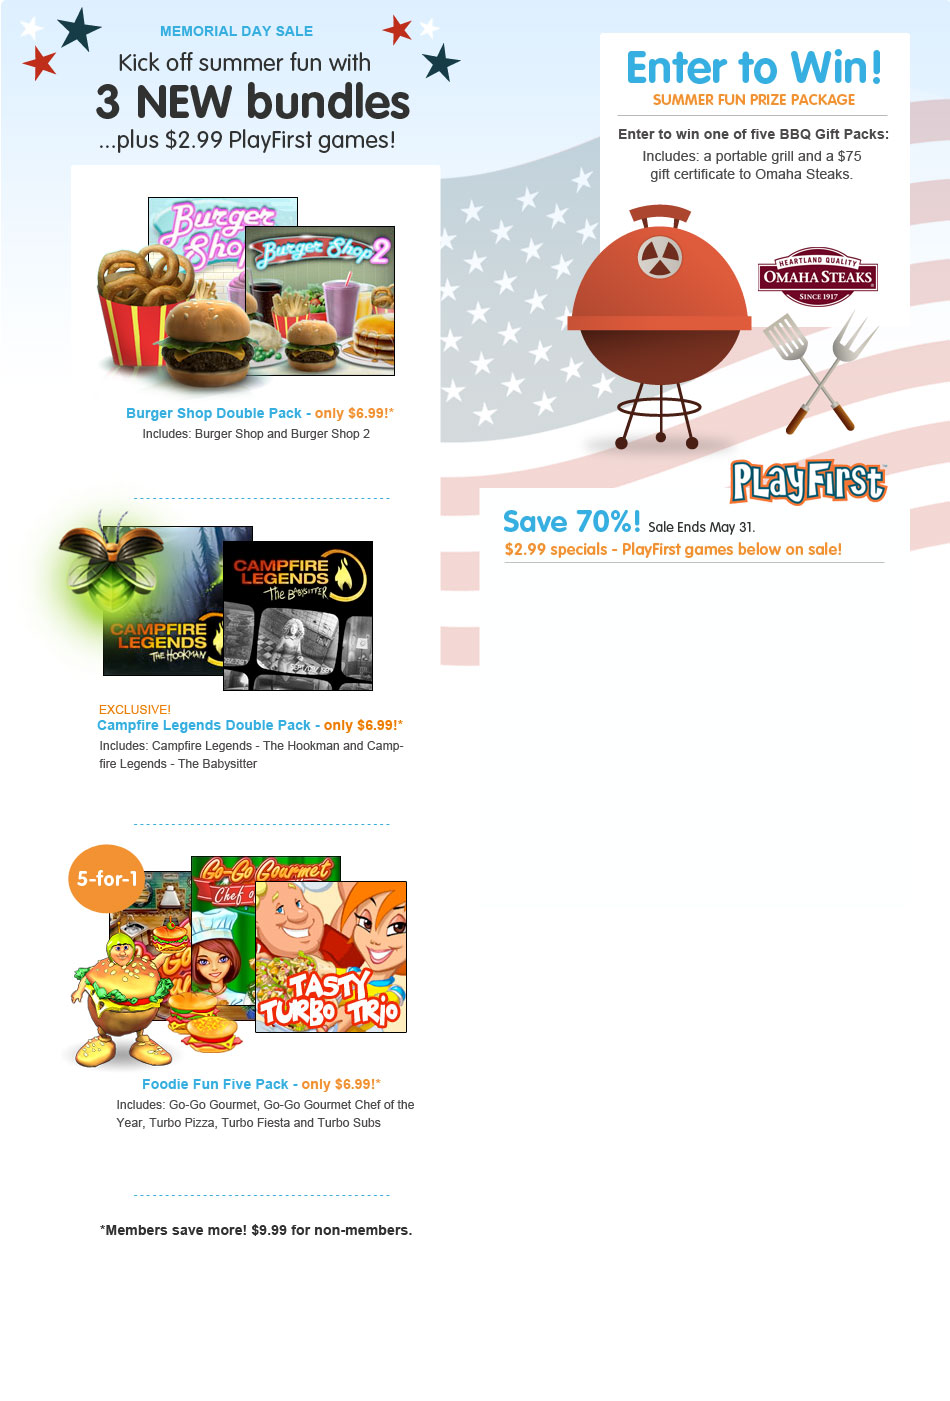 MEMORIAL DAY SALE
Kick off summer fun with
3 NEW bundles
...plus $2.99 PlayFirst games!
Burger
Sho
Burger Shop 2
Burger Shop Double Pack - only $6.99!*
Includes: Burger Shop and Burger Shop 2
CAMPFIRE
LEGENDS
THE HOOKMAN
CAMPFIRE
LEGENDS
The BABYSITTER
EXCLUSIVE!
Campfire Legends Double Pack - only $6.99!*
Includes: Campfire Legends - The Hookman and Camp-
fire Legends - The Babysitter
5-for-1
Go-Go Gourmet
Chef o
Go
TASTY
TURBO TRIO
Foodie Fun Five Pack - only $6.99!*
Includes: Go-Go Gourmet, Go-Go Gourmet Chef of the
Year, Turbo Pizza, Turbo Fiesta and Turbo Subs
*Members save more! $9.99 for non-members.
Enter to Win!
SUMMER FUN PRIZE PACKAGE
Enter to win one of five BBQ Gift Packs:
Includes: a portable grill and a $75
gift certificate to Omaha Steaks.
HEARTLAND QUALITY
OMAHA STEAKS
SINCE 1917
PLAYFIRST
Save 70%! Sale Ends May 31.
$2.99 specials - PlayFirst games below on sale!